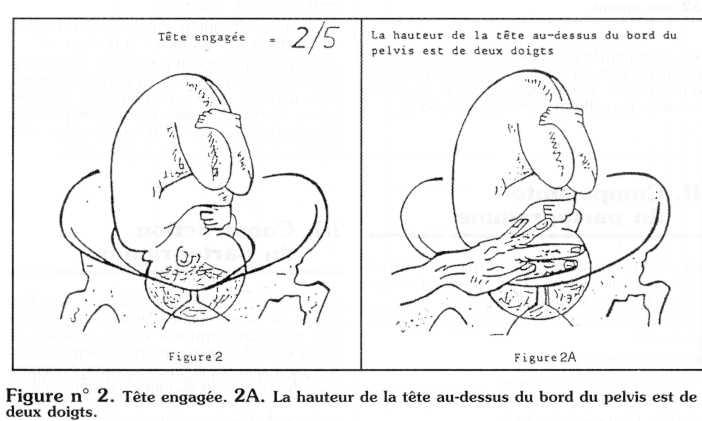 Tête engagée = 2/5
La hauteur de la tête au-dessus du bord du
pelvis est de deux doigts
Figure 2
Figure 2A
Figure n° 2. Tête engagée. 2A. La hauteur de la tête au-dessus du bord du pelvis est de
deux doigts.